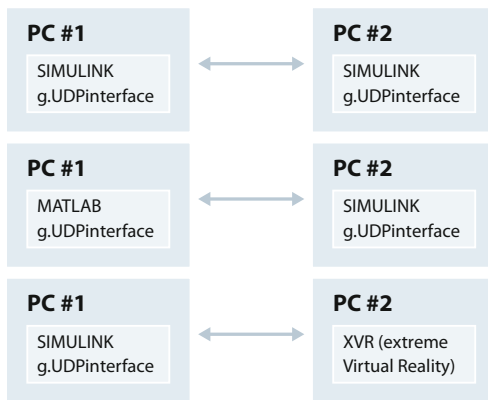 PC #1
SIMULINK
g.UDPinterface
PC #2
SIMULINK
g.UDPinterface
PC #1
MATLAB
g.UDPinterface
PC #2
SIMULINK
g.UDPinterface
PC #1
SIMULINK
g.UDPinterface
PC #2
XVR (extreme
Virtual Reality)